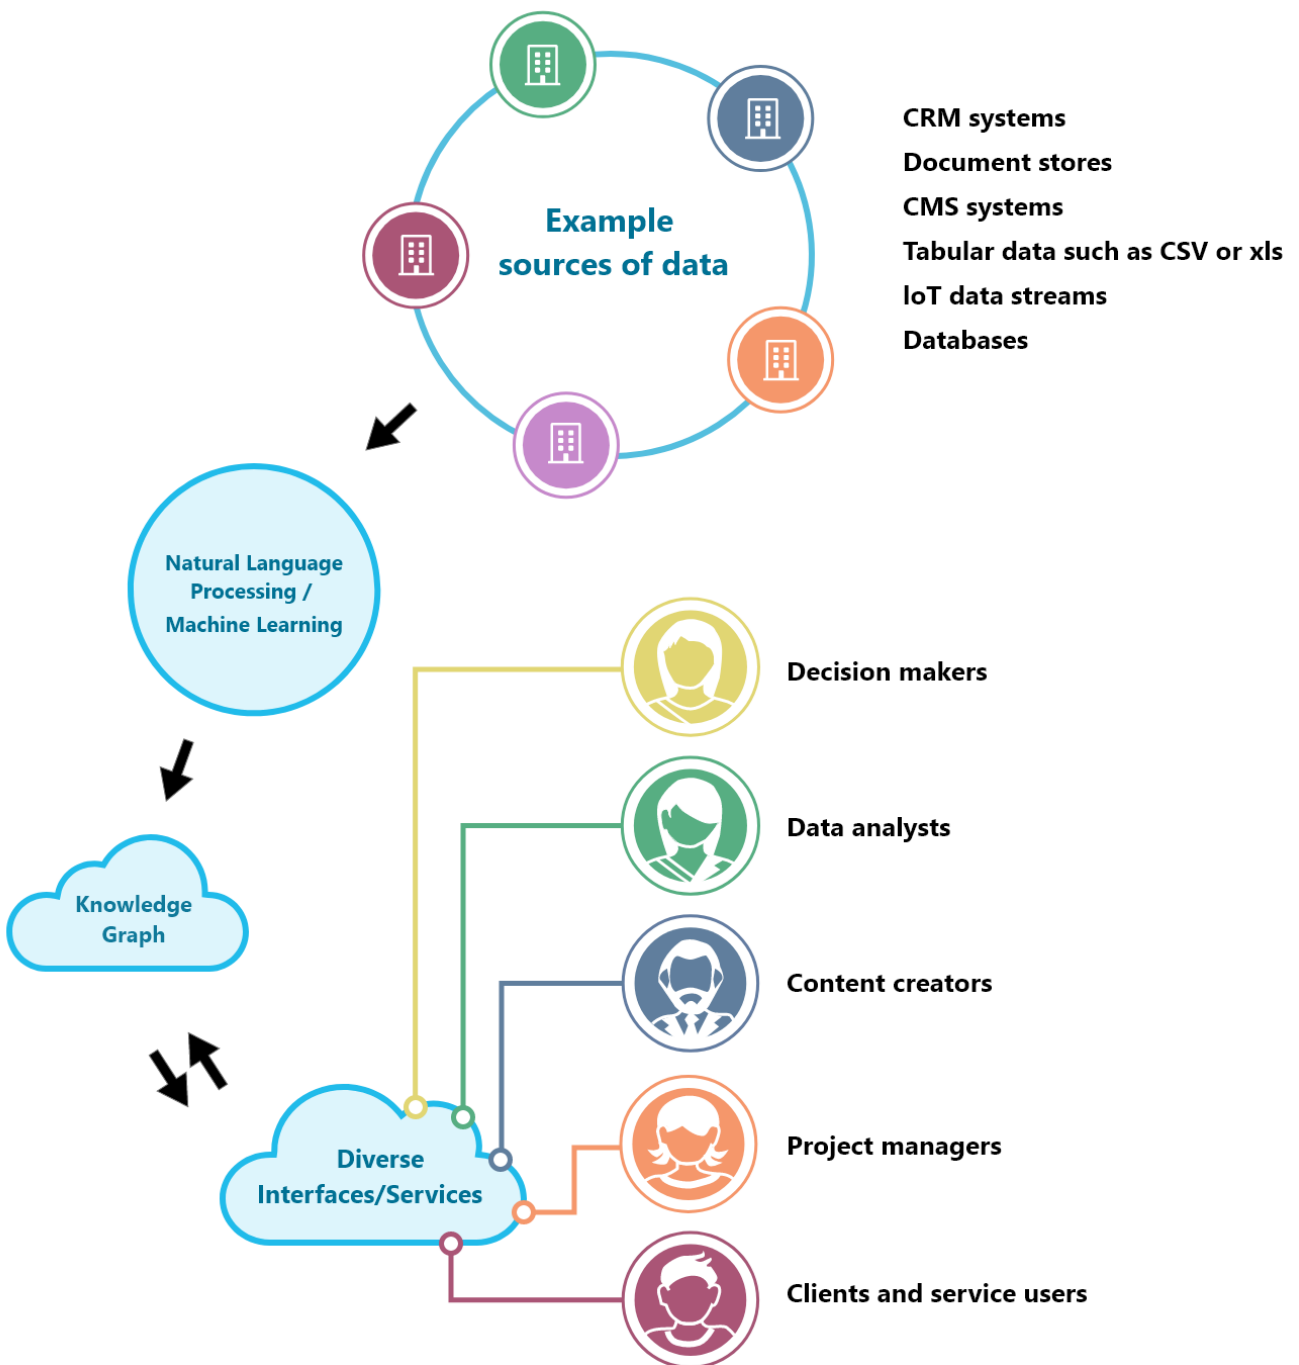 Example
sources of data
CRM systems
Document stores
CMS systems
Tabular data such as CSV or xls
IoT data streams
Databases
Natural Language
Processing /
Machine Learning
Knowledge
Graph
Diverse
Interfaces/Services
Decision makers
Data analysts
Content creators
Project managers
Clients and service users